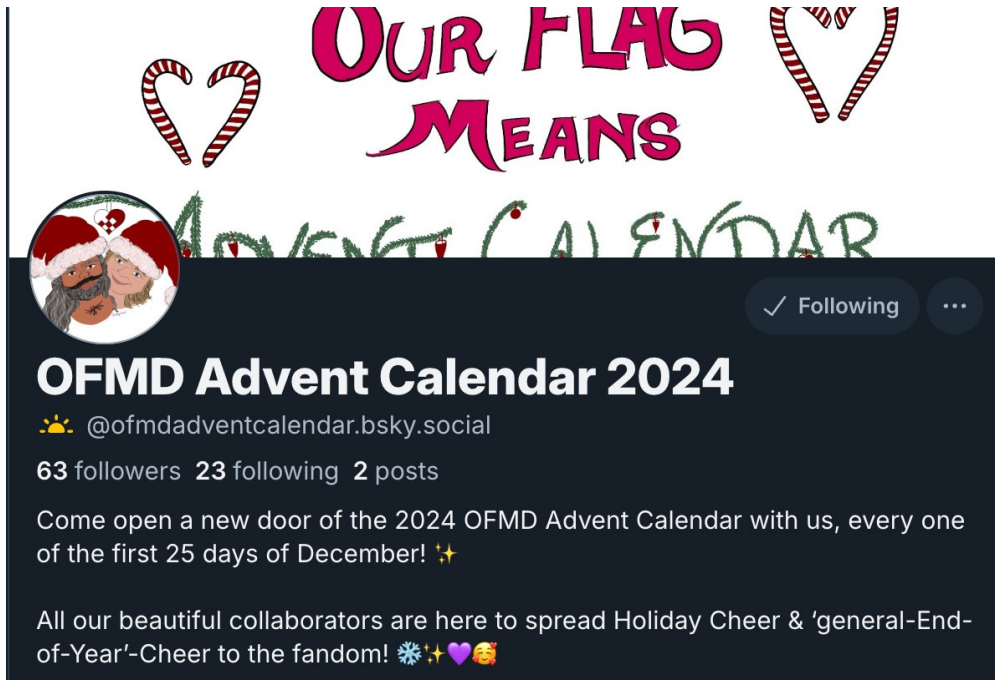 OUR FLAG
MEANS
ADVENT CALENDAR
Following
OFMD Advent Calendar 2024
@ofmdadventcalendar.bsky.social
63 followers 23 following 2 posts
Come open a new door of the 2024 OFMD Advent Calendar with us, every one
of the first 25 days of December! ✨
All our beautiful collaborators are here to spread Holiday Cheer & ‘general-End-
of-Year’-Cheer to the fandom! ❄️✨💜🥰